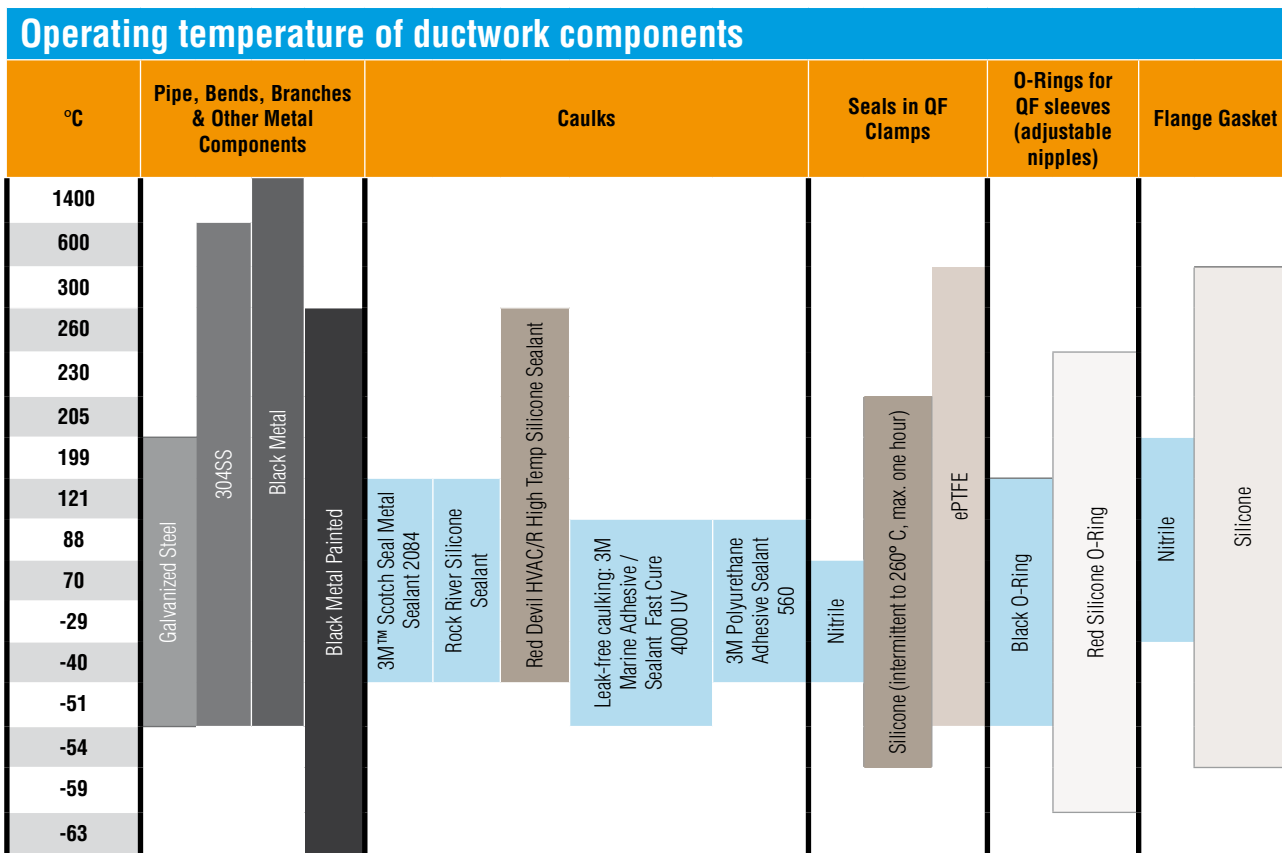 Operating temperature of ductwork components
°C
Pipe, Bends, Branches
& Other Metal
Components
Caulks
Seals in QF
Clamps
O-Rings for
QF sleeves
(adjustable
nipples)
Flange Gasket
1400
600
300
260
230
205
199
121
88
70
-29
-40
-51
-54
-59
-63
Galvanized Steel
304SS
Black Metal
Black Metal Painted
3M™ Scotch Seal Metal
Sealant 2084
Rock River Silicone
Sealant
Red Devil HVAC/R High Temp Silicone Sealant
Leak-free caulking: 3M
Marine Adhesive /
Sealant Fast Cure
4000 UV
3M Polyurethane
Adhesive Sealant
560
Nitrile
Silicone (intermittent to 260º C, max. one hour)
ePTFE
Black O-Ring
Red Silicone O-Ring
Nitrile
Silicone